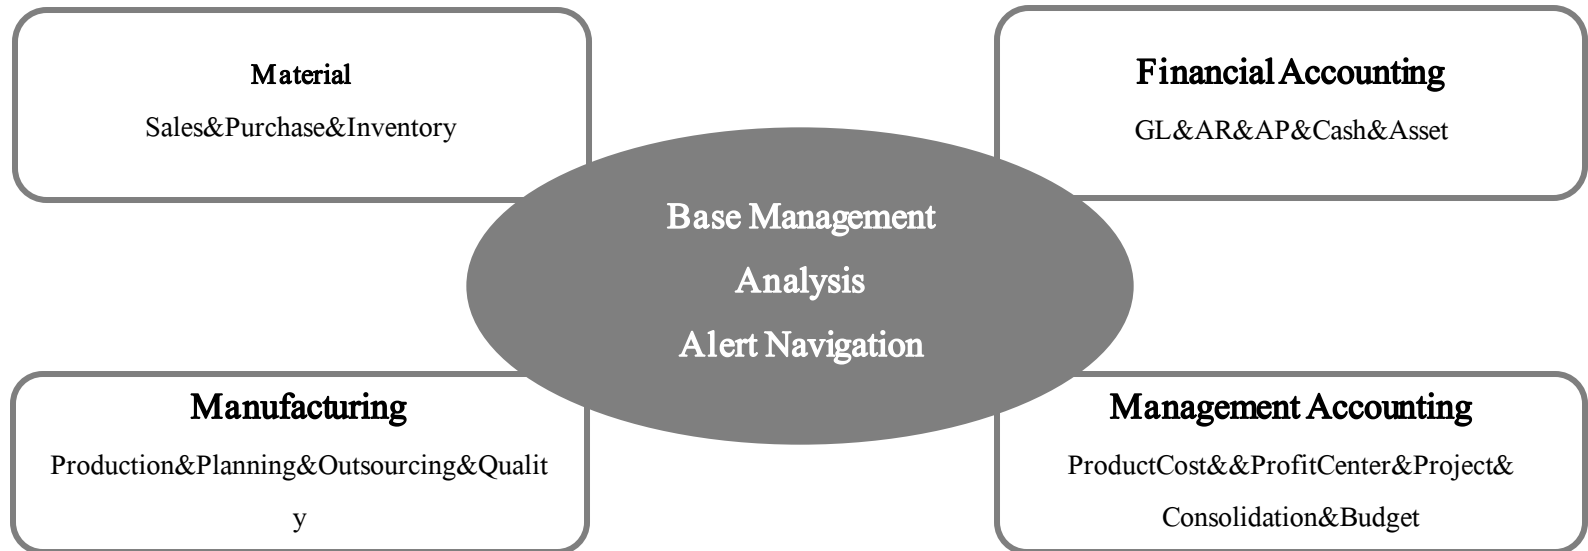 Material
Sales&Purchase&Inventory
Financial Accounting
GL&AR&AP&Cash&Asset
Base Management
Analysis
Alert Navigation
Manufacturing
Production&Planning&Outsourcing&Qualit
y
Management Accounting
ProductCost&&ProfitCenter&Project&
Consolidation&Budget